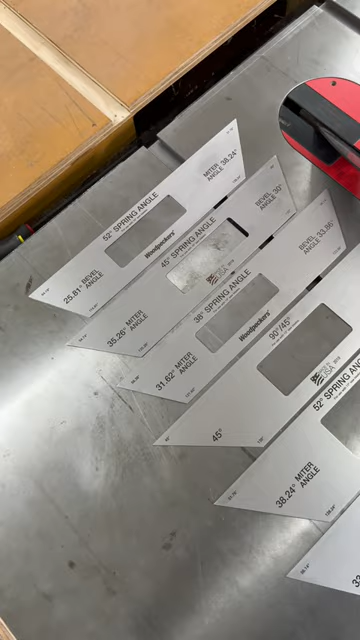 52° SPRING ANGLE
MITER
ANGLE 38.24°
25.81° BEVEL
ANGLE
Woodpeckers
45° SPRING ANGLE
BEVEL
ANGLE 30°
35.26° MITER
ANGLE
USA
38° SPRING ANGLE
BEVEL
ANGLE 33.86°
31.62° MITER
ANGLE
Woodpeckers
90°/45°
45°
USA
52° SPRING ANG
38.24° MITER
ANGLE
33